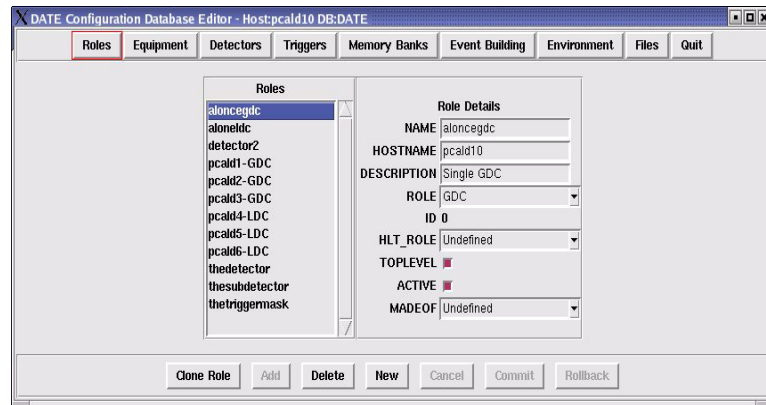 X DATE Configuration Database Editor - Host:pcald10 DB:DATE
Roles Equipment Detectors Triggers Memory Banks Event Building Environment Files Quit
Roles
aloncegdc
aloneldc
detector2
pcald1-GDC
pcald2-GDC
pcald3-GDC
pcald4-LDC
pcald5-LDC
pcald6-LDC
thedetector
thesubdetector
thetriggermask
Role Details
NAME aloncegdc
HOSTNAME pcald10
DESCRIPTION Single GDC
ROLE GDC
ID 0
HLT_ROLE Undefined
TOPLEVEL
ACTIVE
MADEOF Undefined
Clone Role Add Delete New Cancel Commit Rollback